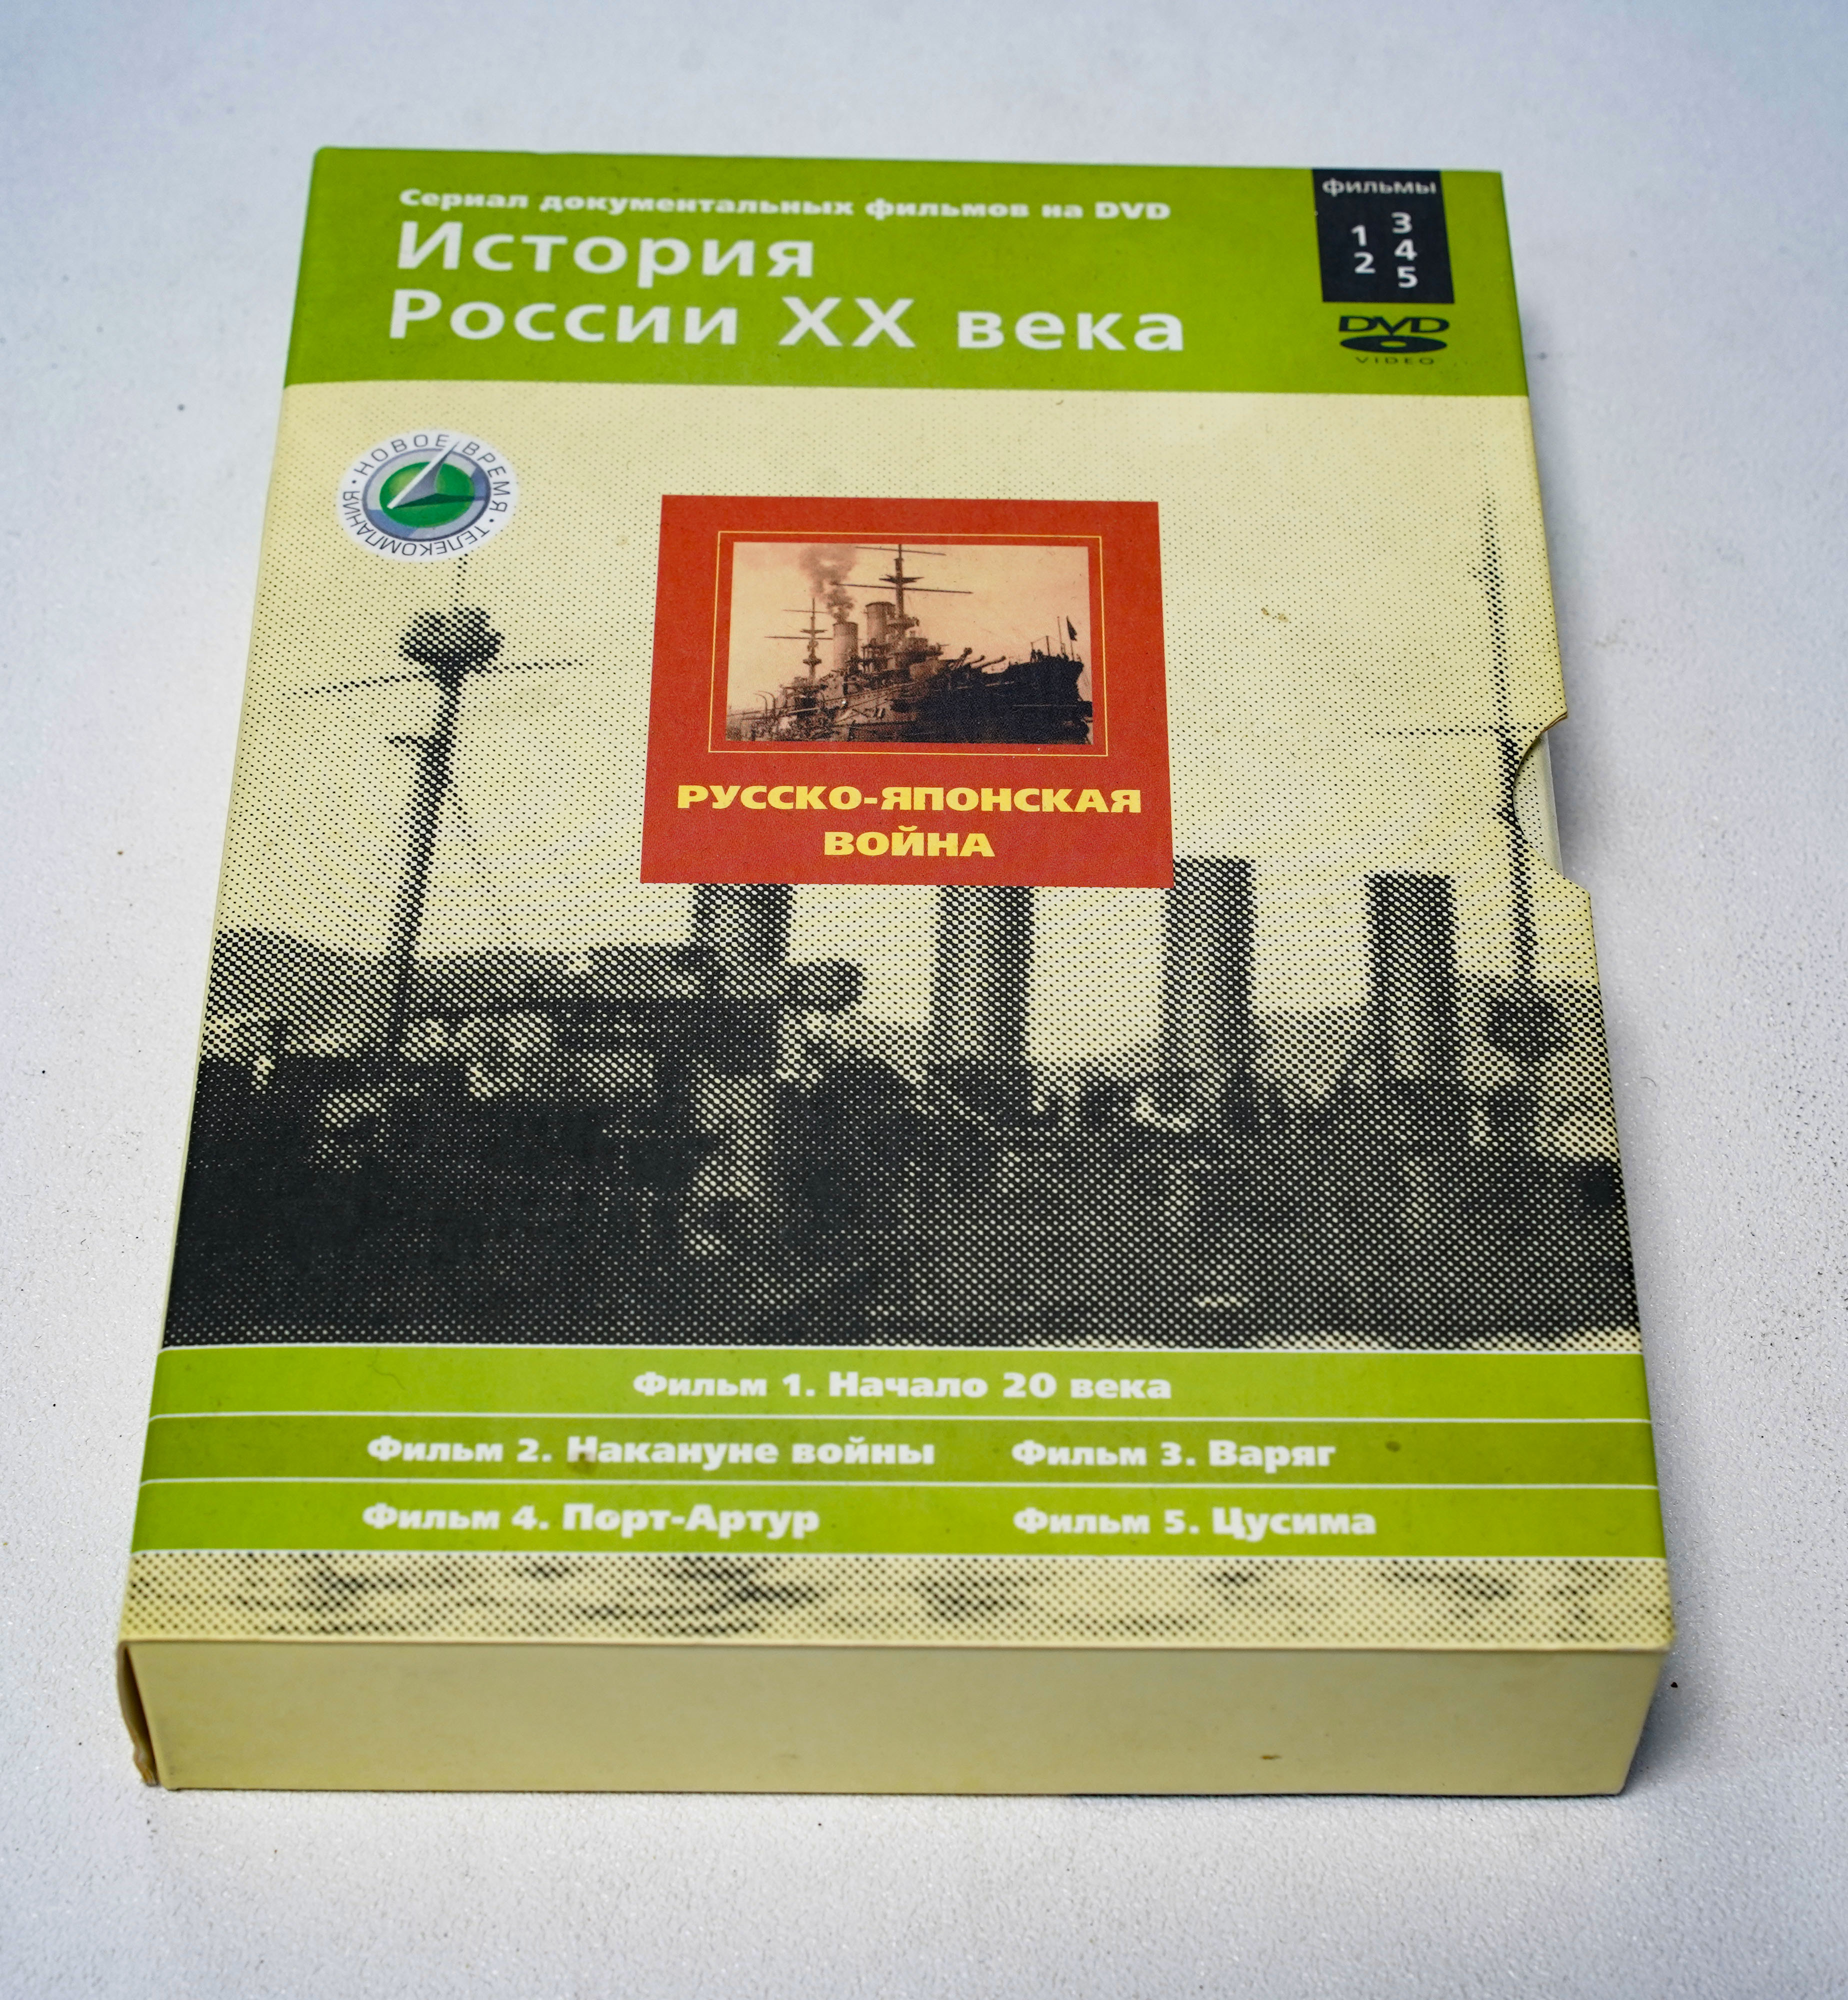 Сериал документальных фильмов на DVD
История
России XX века
фильмы
1 2
3 4 5
DVD
VIDEO
НОВОЕ ВРЕМЯ • ТЕЛЕКОМПАНИЯ •
РУССКО-ЯПОНСКАЯ
ВОЙНА
Фильм 1. Начало 20 века
Фильм 2. Накануне войны
Фильм 3. Варяг
Фильм 4. Порт-Артур
Фильм 5. Цусима